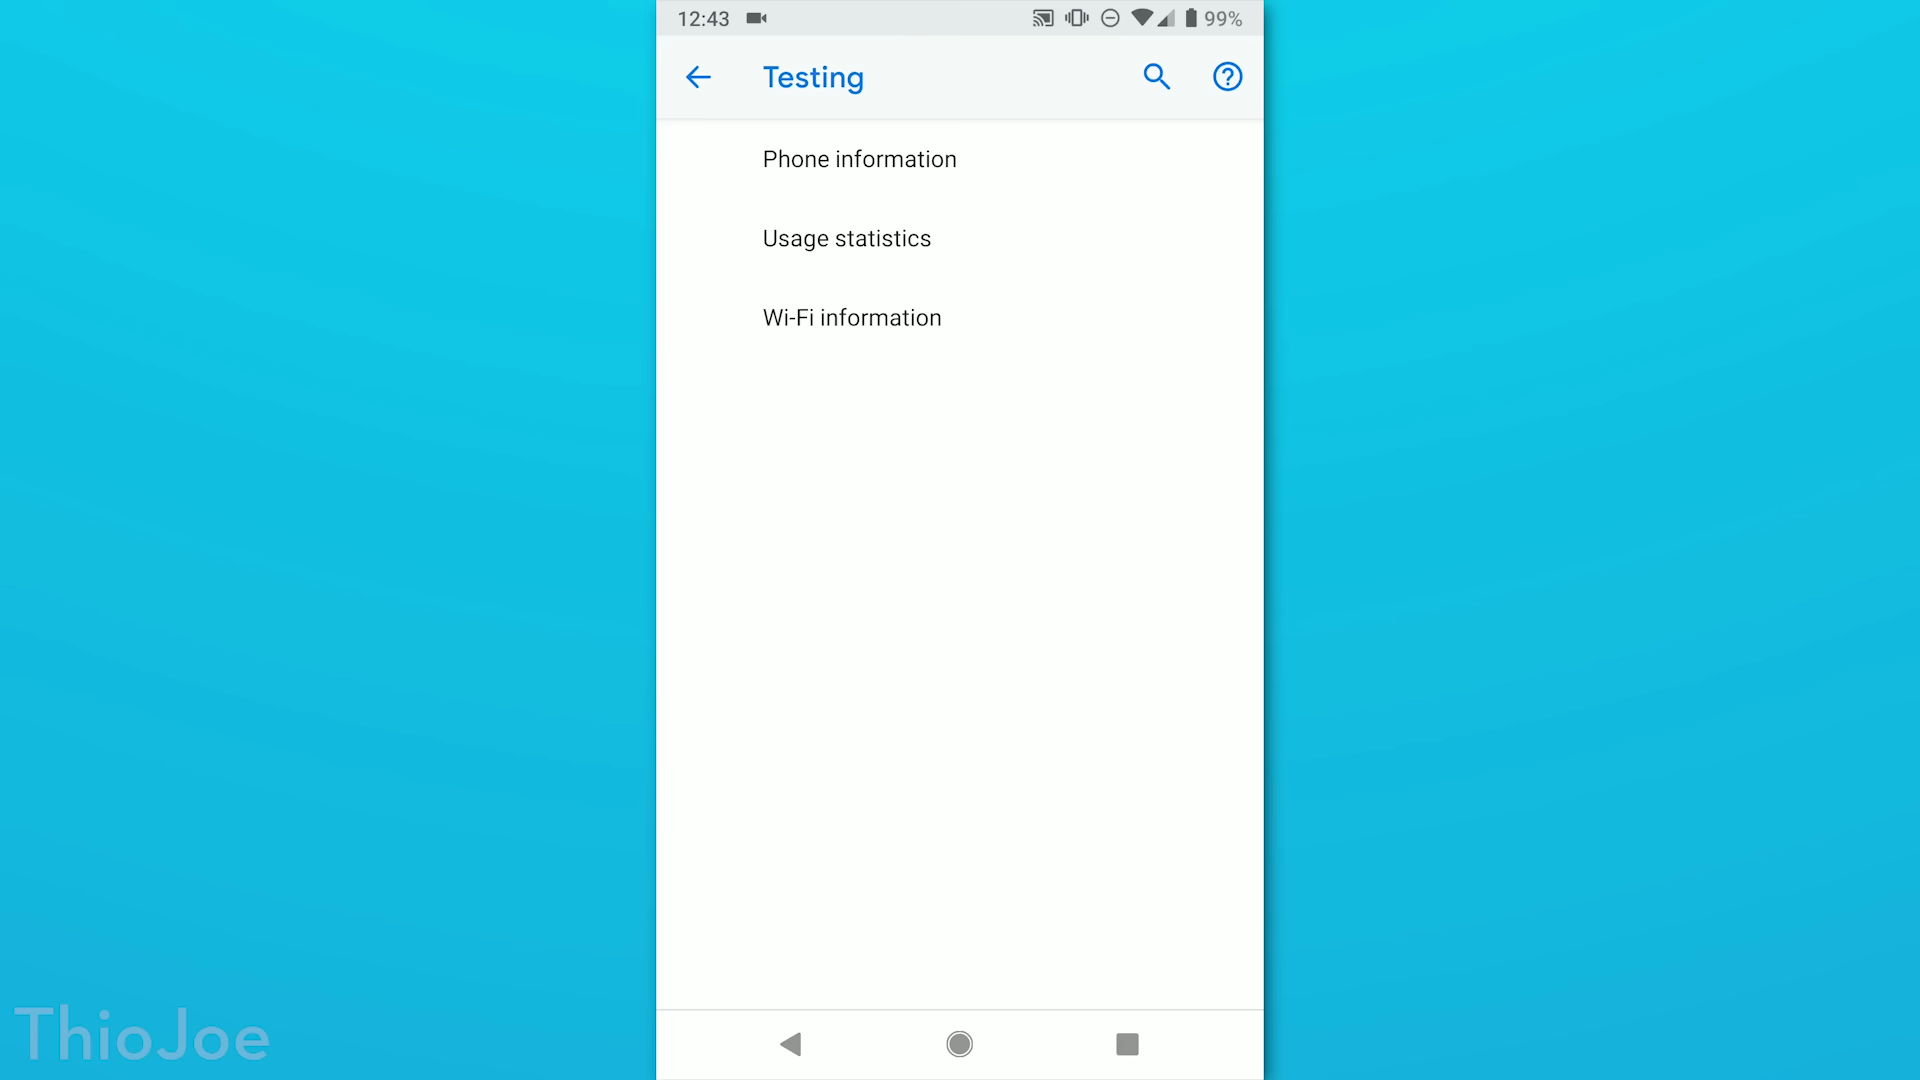 12:43 99%
Testing
Phone information
Usage statistics
Wi-Fi information
ThioJoe